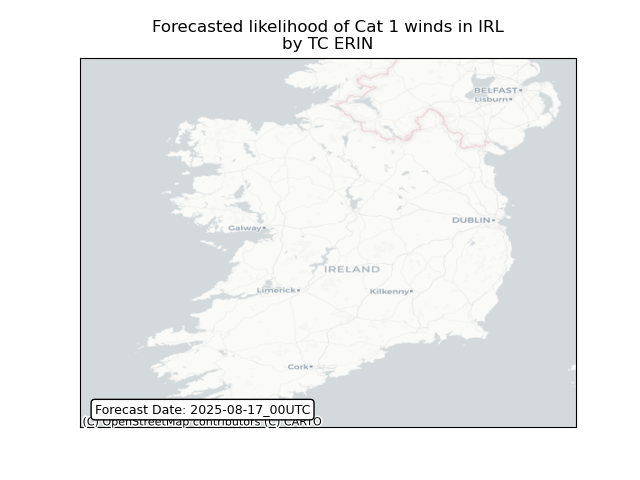 Forecasted likelihood of Cat 1 winds in IRL
by TC ERIN
BELFAST
Lisburn
DUBLIN
Galway
IRELAND
Limerick
Kilkenny
Cork
Forecast Date: 2025-08-17_00UTC
(C) OpenStreetMap contributors (C) CARTO